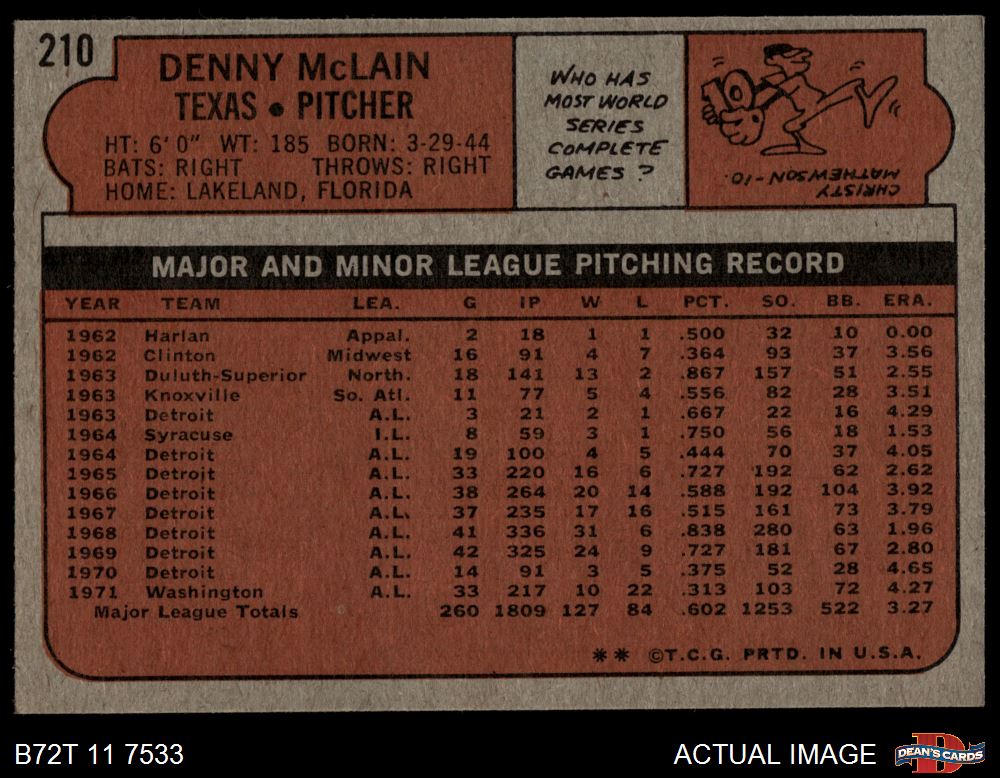 210
DENNY McLAIN
TEXAS • PITCHER
HT: 6'0" WT: 185 BORN: 3-29-44
BATS: RIGHT THROWS: RIGHT
HOME: LAKELAND, FLORIDA
WHO HAS
MOST WORLD
SERIES
COMPLETE
GAMES ?
10
CHRISTY
MATHEWSON -10.
MAJOR AND MINOR LEAGUE PITCHING RECORD
YEAR TEAM LEA. G IP W L PCT. SO. BB. ERA.
1962 Harlan Appal. 2 18 1 1 .500 32 10 0.00
1962 Clinton Midwest 16 91 4 7 .364 93 37 3.56
1963 Duluth-Superior North. 18 141 13 2 .867 157 51 2.55
1963 Knoxville So. Atl. 11 77 5 4 .556 82 28 3.51
1963 Detroit A.L. 3 21 2 1 .667 22 16 4.29
1964 Syracuse I.L. 8 59 3 1 .750 56 18 1.53
1964 Detroit A.L. 19 100 4 5 .444 70 37 4.05
1965 Detroit A.L. 33 220 16 6 .727 192 62 2.62
1966 Detroit A.L. 38 264 20 14 .588 192 104 3.92
1967 Detroit A.L. 37 235 17 16 .515 161 73 3.79
1968 Detroit A.L. 41 336 31 6 .838 280 63 1.96
1969 Detroit A.L. 42 325 24 9 .727 181 67 2.80
1970 Detroit A.L. 14 91 3 5 .375 52 28 4.65
1971 Washington A.L. 33 217 10 22 .313 103 72 4.27
Major League Totals 260 1809 127 84 .602 1253 522 3.27
** ©T.C.G. PRTD. IN U.S.A.
B72T 11 7533
ACTUAL IMAGE
DEAN'S CARDS